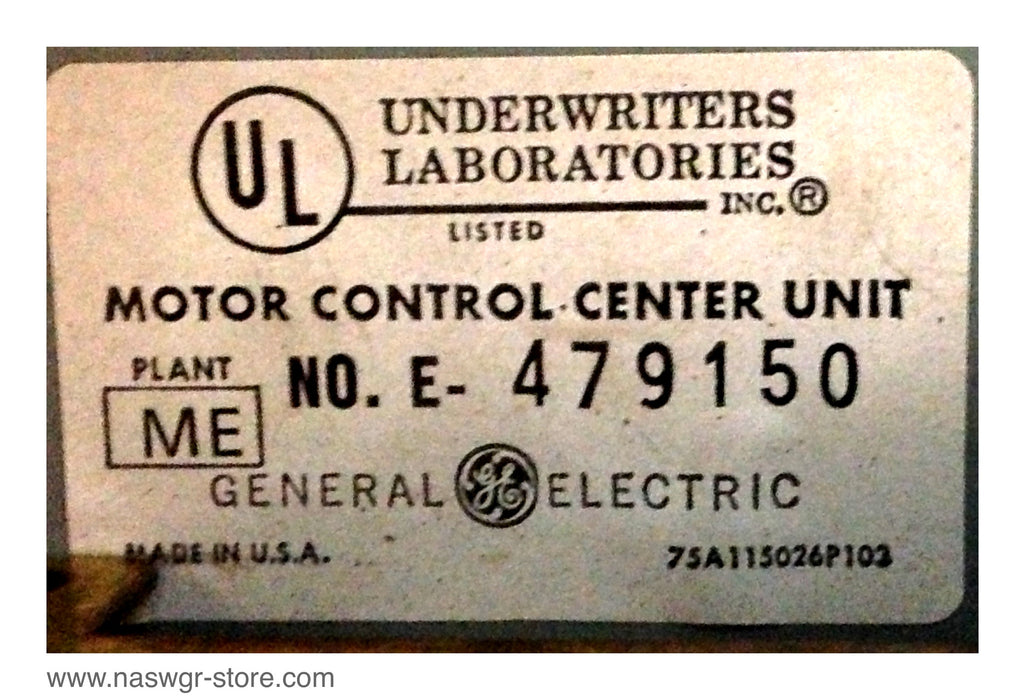 UL
UNDERWRITERS
LABORATORIES
INC.®
LISTED
MOTOR CONTROL CENTER UNIT
PLANT
ME
NO. E- 479150
GENERAL GE ELECTRIC
MADE IN U.S.A.
75A115026P103
www.naswgr-store.com